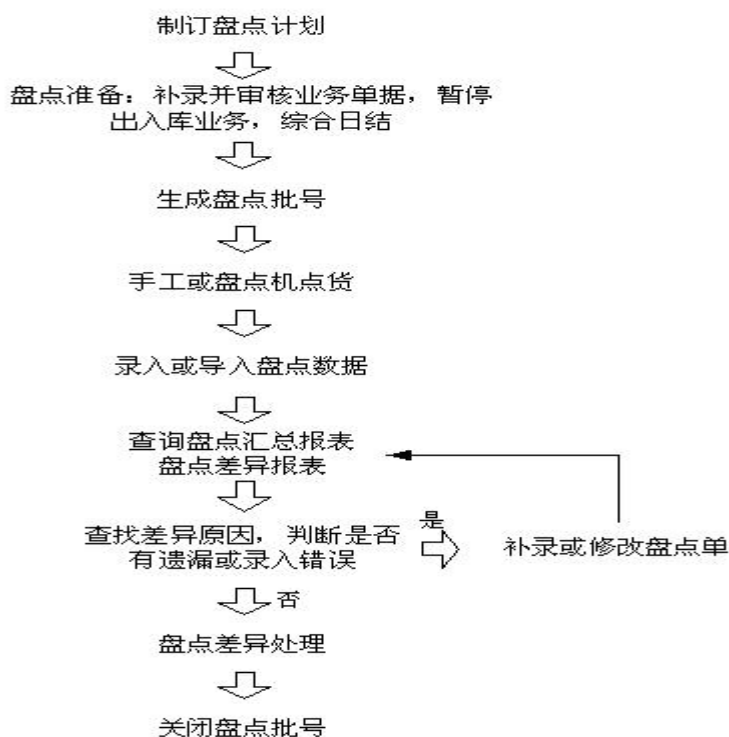 制订盘点计划
盘点准备：补录并审核业务单据，暂停
出入库业务，综合日结
生成盘点批号
手工或盘点机点货
录入或导入盘点数据
查询盘点汇总报表
盘点差异报表
查找差异原因，判断是否
有遗漏或录入错误
是
补录或修改盘点单
否
盘点差异处理
关闭盘点批号